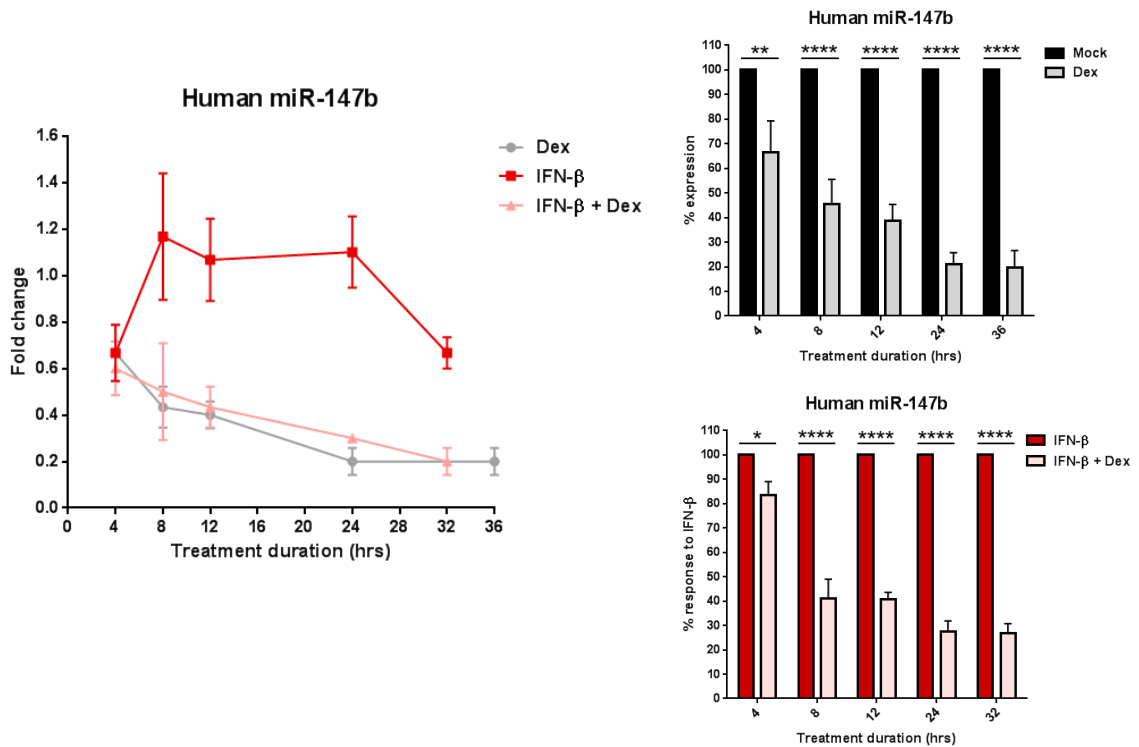 Human miR-147b
Fold change
1.6
1.4
1.2
1.0
0.8
0.6
0.4
0.2
0.0
0 4 8 12 16 20 24 28 32 36
Treatment duration (hrs)
Dex
IFN-β
IFN-β + Dex
Human miR-147b
% expression
110
100
90
80
70
60
50
40
30
20
10
0
** **** **** **** ****
4 8 12 24 36
Treatment duration (hrs)
Mock
Dex
Human miR-147b
% response to IFN-β
110
100
90
80
70
60
50
40
30
20
10
0
* **** **** **** ****
4 8 12 24 32
Treatment duration (hrs)
IFN-β
IFN-β + Dex